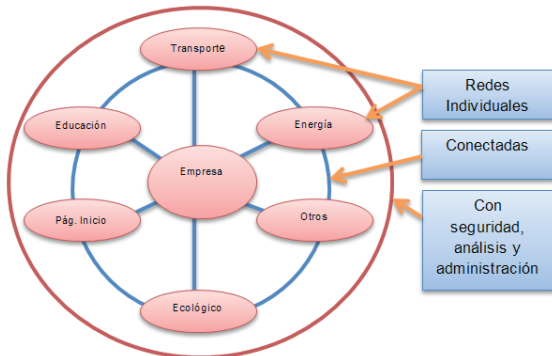 Transporte
Educación
Energía
Empresa
Pág. Inicio
Otros
Ecológico
Redes
Individuales
Conectadas
Con
seguridad,
análisis y
administración